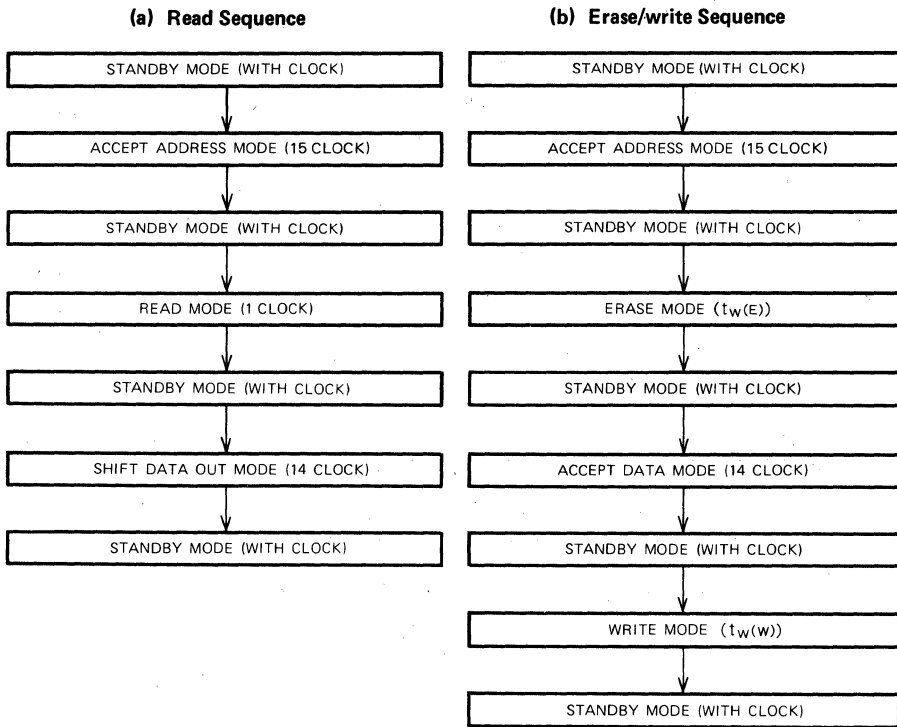 (a) Read Sequence
STANDBY MODE (WITH CLOCK)
ACCEPT ADDRESS MODE (15 CLOCK)
STANDBY MODE (WITH CLOCK)
READ MODE (1 CLOCK)
STANDBY MODE (WITH CLOCK)
SHIFT DATA OUT MODE (14 CLOCK)
STANDBY MODE (WITH CLOCK)
(b) Erase/write Sequence
STANDBY MODE (WITH CLOCK)
ACCEPT ADDRESS MODE (15 CLOCK)
STANDBY MODE (WITH CLOCK)
ERASE MODE (tw(E))
STANDBY MODE (WITH CLOCK)
ACCEPT DATA MODE (14 CLOCK)
STANDBY MODE (WITH CLOCK)
WRITE MODE (tw(W))
STANDBY MODE (WITH CLOCK)